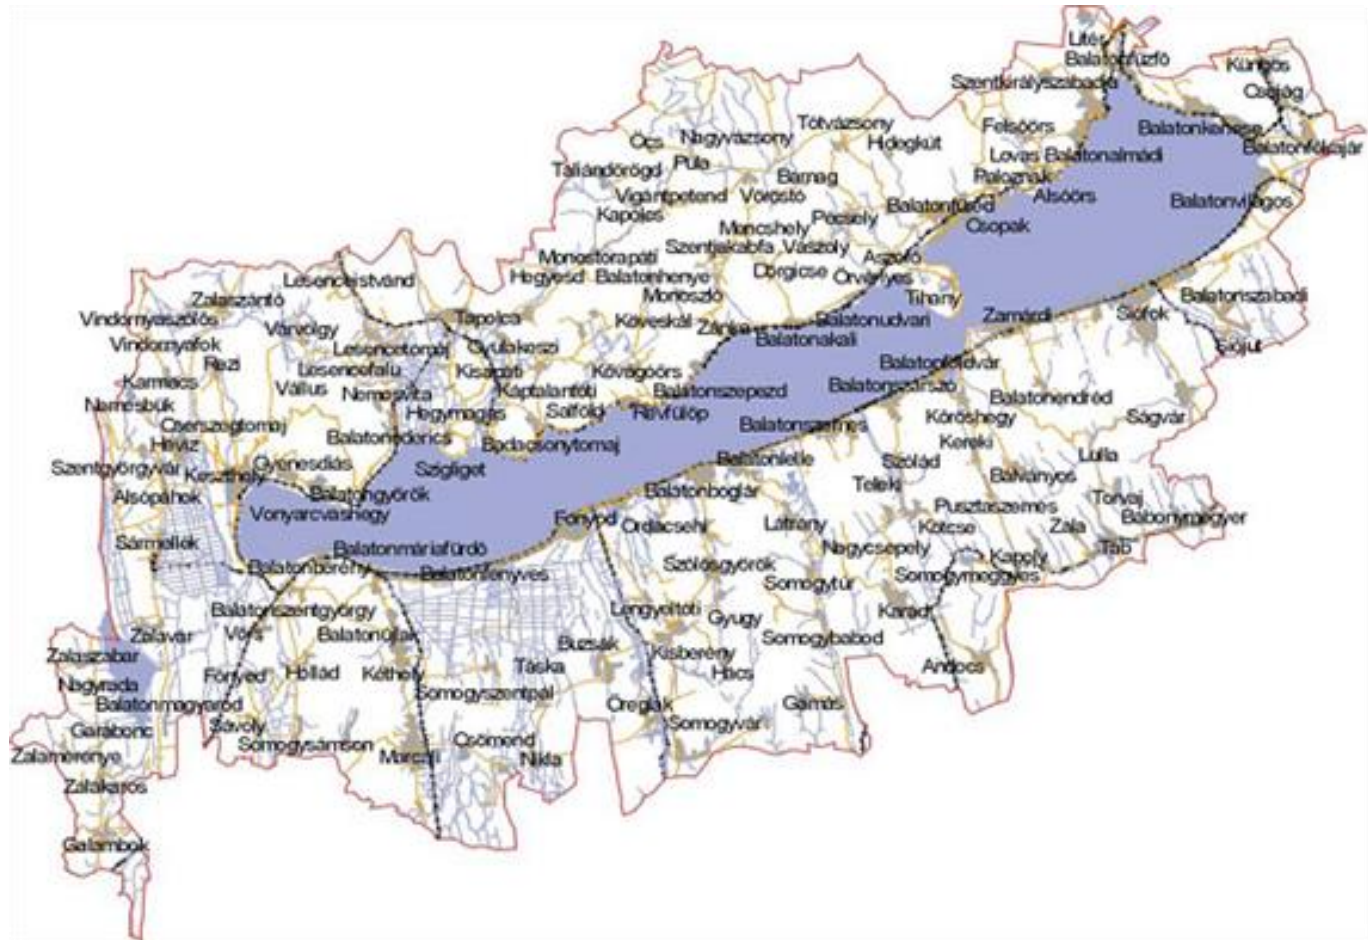 Litér
Balatonfűzfő
Küngös
Szentkirályszabadja
Csajág
Tótvázsony
Felsőörs
Balatonkenese
Öcs
Nagyvázsony
Hidegkút
Balatonfőkajár
Lovas
Balatonalmádi
Taliándörögd
Pula
Barnag
Paloznak
Vigántpetend
Vöröstó
Alsóörs
Balatonvilágos
Kapolcs
Pécsely
Balatonfüred
Mencshely
Csopak
Monostorapáti
Szentjakabfa
Vászoly
Aszófő
Lesenceistvánd
Hegyesd
Balatonhenye
Dörgicse
Örvényes
Zalaszántó
Monoszló
Tihany
Balatonszabadi
Vindornyaszőlős
Várvölgy
Tapolca
Köveskál
Zánka
Balatonudvari
Zamárdi
Siófok
Vindornyafok
Lesencetomaj
Gyulakeszi
Balatonakali
Siójut
Rezi
Lesencefalu
Kisapáti
Kővágóörs
Balatonföldvár
Karmacs
Vállus
Nemesvita
Káptalantóti
Balatonszepezd
Balatonszárszó
Balatonendréd
Nemesbük
Hegymagas
Salföld
Révfülöp
Kőröshegy
Ságvár
Cserszegtomaj
Balatonederics
Badacsonytomaj
Balatonszemes
Kereki
Hévíz
Szentgyörgyvár
Keszthely
Gyenesdiás
Szigliget
Balatonlelle
Szólád
Lulla
Alsópáhok
Balatongyörök
Balatonboglár
Teleki
Bálványos
Torvaj
Vonyarcvashegy
Fonyód
Ordacsehi
Látrány
Pusztaszemes
Bábonymegyer
Kötcse
Zala
Sármellék
Balatonmáriafürdő
Nagycsepely
Kapoly
Tab
Balatonberény
Balatonfenyves
Szőlősgyörök
Somogytúr
Somogymeggyes
Balatonszentgyörgy
Lengyeltóti
Gyugy
Karád
Zalavár
Vörs
Balatonújlak
Buzsák
Somogybabod
Zalaszabar
Kisberény
Táska
Főnyed
Hollád
Kéthely
Hács
Andocs
Nagyrada
Somogyszentpál
Balatonmagyaród
Öreglak
Gamás
Garabonc
Sávoly
Somogyvár
Zalamerenye
Somogysámson
Marcali
Csömend
Nikla
Zalakaros
Galambok